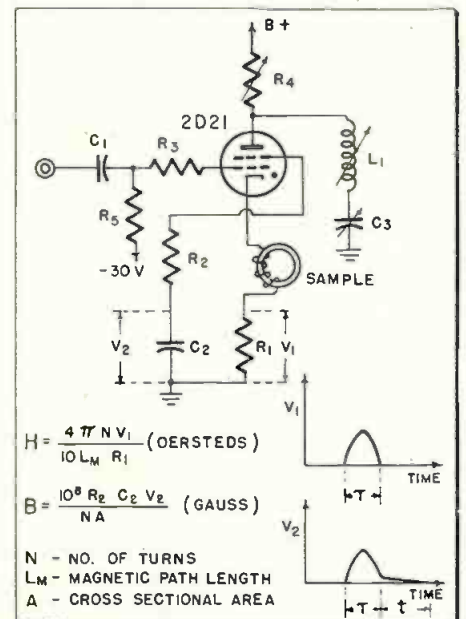 B+
R4
2D21
C1
R3
L1
R5
C3
-30 V
R2
SAMPLE
V2
C2
R1
V1
V1
TIME
τ
H = 4 π N V1 / 10 LM R1 (OERSTEDS)
B = 10⁸ R2 C2 V2 / NA (GAUSS)
V2
TIME
τ t
N - NO. OF TURNS
LM - MAGNETIC PATH LENGTH
A - CROSS SECTIONAL AREA